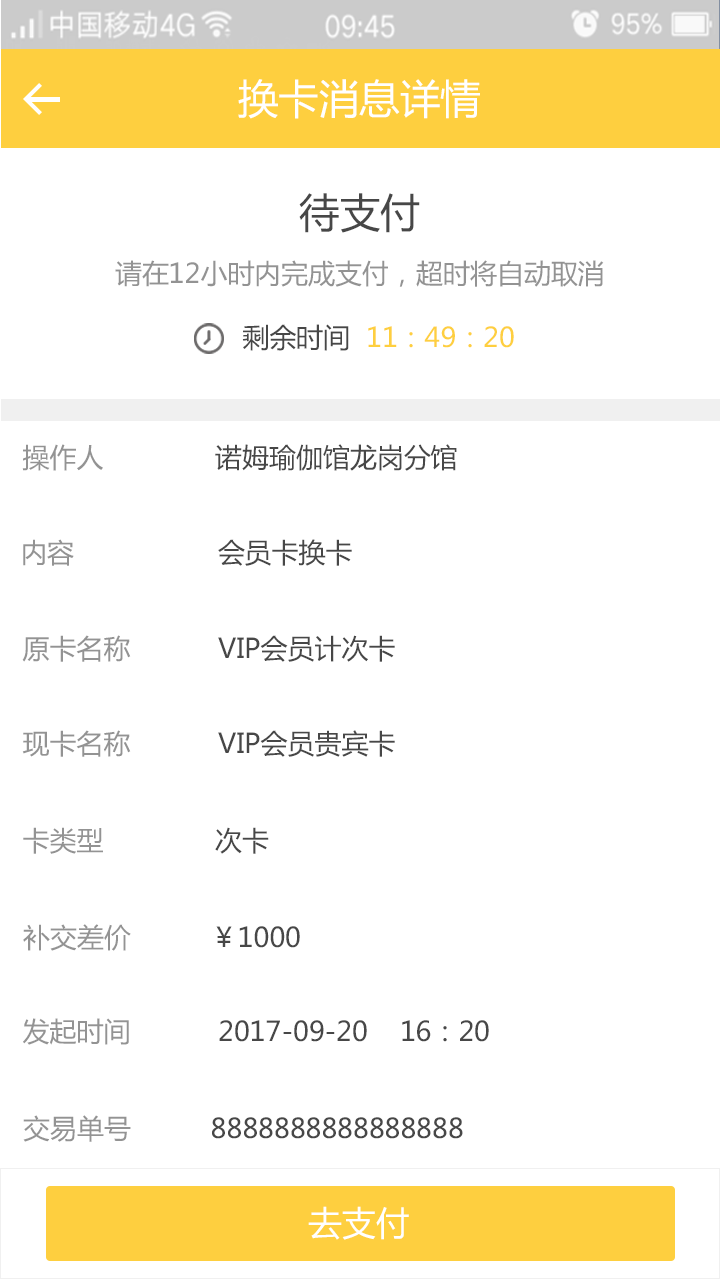 中国移动4G 09:45 95%
换卡消息详情
待支付
请在12小时内完成支付，超时将自动取消
剩余时间 11：49：20
操作人 诺姆瑜伽馆龙岗分馆
内容 会员卡换卡
原卡名称 VIP会员计次卡
现卡名称 VIP会员贵宾卡
卡类型 次卡
补交差价 ¥1000
发起时间 2017-09-20 16：20
交易单号 8888888888888888
去支付